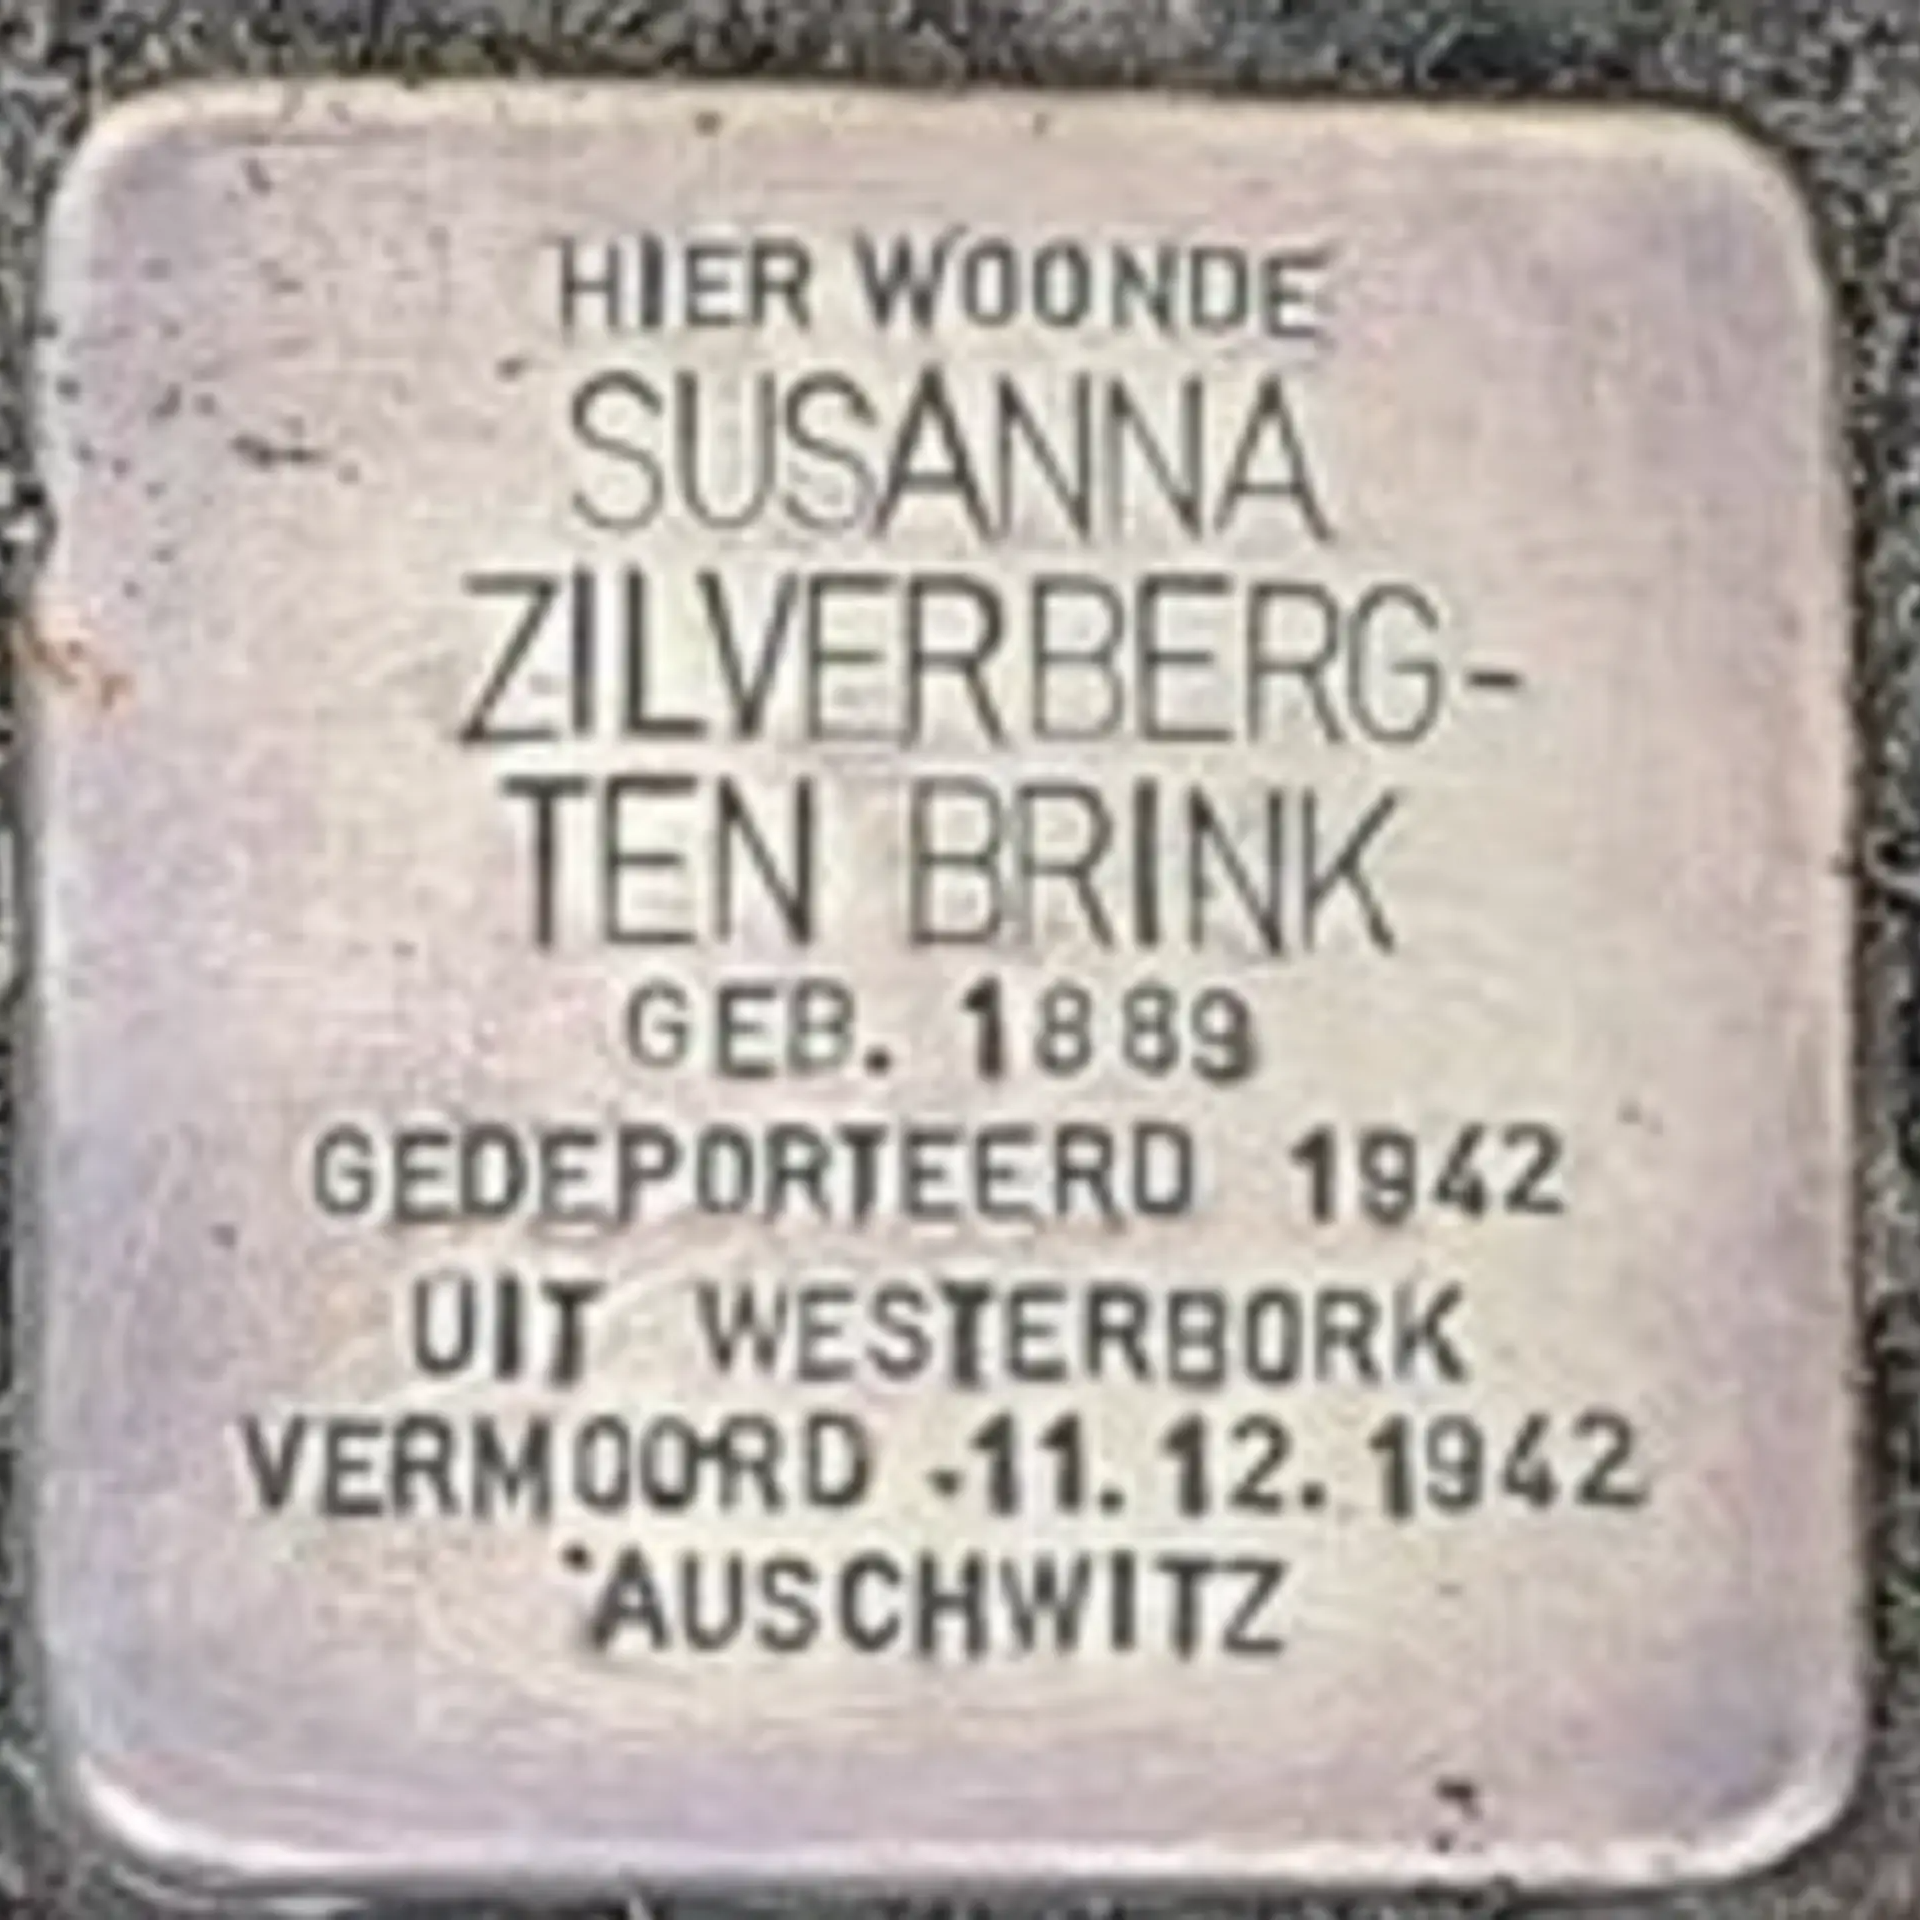 HIER WOONDE
SUSANNA
ZILVERBERG-
TEN BRINK
GEB. 1889
GEDEPORTEERD 1942
UIT WESTERBORK
VERMOORD 11.12.1942
AUSCHWITZ